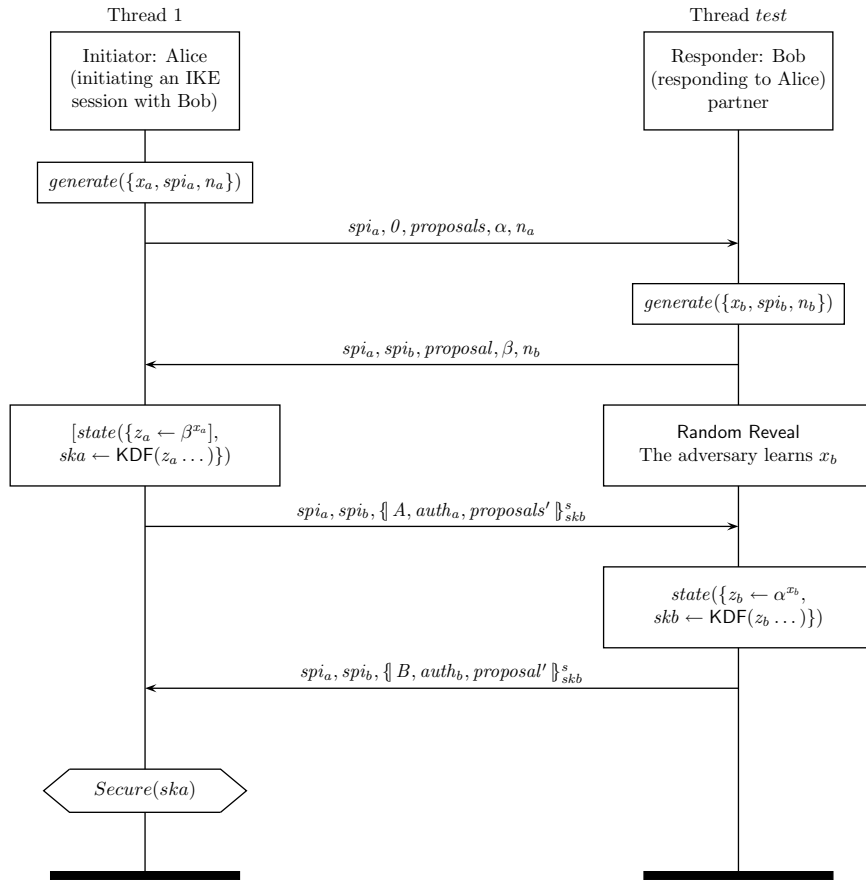 Thread 1
Thread test
Initiator: Alice
(initiating an IKE
session with Bob)
Responder: Bob
(responding to Alice)
partner
generate({x_a, spi_a, n_a})
spi_a, 0, proposals, α, n_a
generate({x_b, spi_b, n_b})
spi_a, spi_b, proposal, β, n_b
[state({z_a ← β^{x_a}],
ska ← KDF(z_a ...)})
Random Reveal
The adversary learns x_b
spi_a, spi_b, {| A, auth_a, proposals′ |}^s_{skb}
state({z_b ← α^{x_b},
skb ← KDF(z_b ...)})
spi_a, spi_b, {| B, auth_b, proposal′ |}^s_{skb}
Secure(ska)